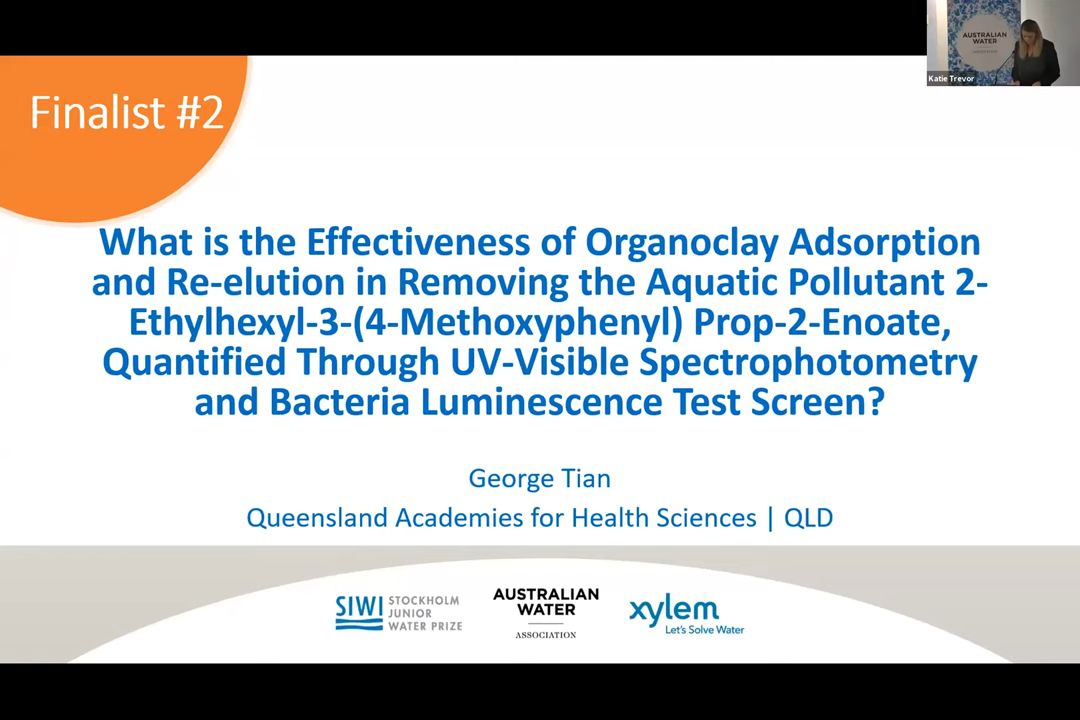 Finalist #2
AUSTRALIAN
WATER
ASSOCIATION
Katie Trevor
What is the Effectiveness of Organoclay Adsorption
and Re-elution in Removing the Aquatic Pollutant 2-
Ethylhexyl-3-(4-Methoxyphenyl) Prop-2-Enoate,
Quantified Through UV-Visible Spectrophotometry
and Bacteria Luminescence Test Screen?
George Tian
Queensland Academies for Health Sciences | QLD
SIWI
STOCKHOLM
JUNIOR
WATER PRIZE
AUSTRALIAN
WATER
ASSOCIATION
xylem
Let's Solve Water